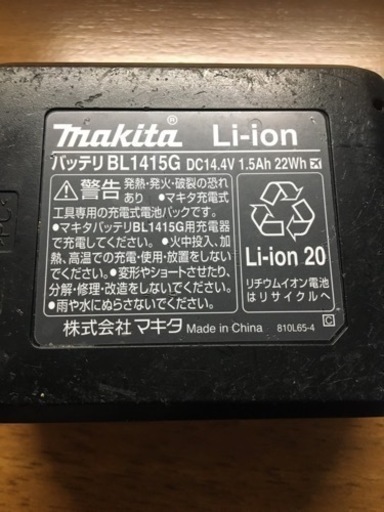 makita® Li-ion
バッテリ BL1415G DC14.4V 1.5Ah 22Wh
警告 発熱・発火・破裂の恐れ
あり ●マキタ充電式
工具専用の充電式電池パックです。
●マキタバッテリBL1415G用充電器
で充電してください。●火中投入、加
熱、高温での充電・使用・放置をしない
でください。●変形やショートさせたり、
分解・修理・改造をしないでください。
●雨や水にぬらさないでください。
Li-ion 20
リチウムイオン電池
はリサイクルへ
株式会社マキタ Made in China 810L65-4 C